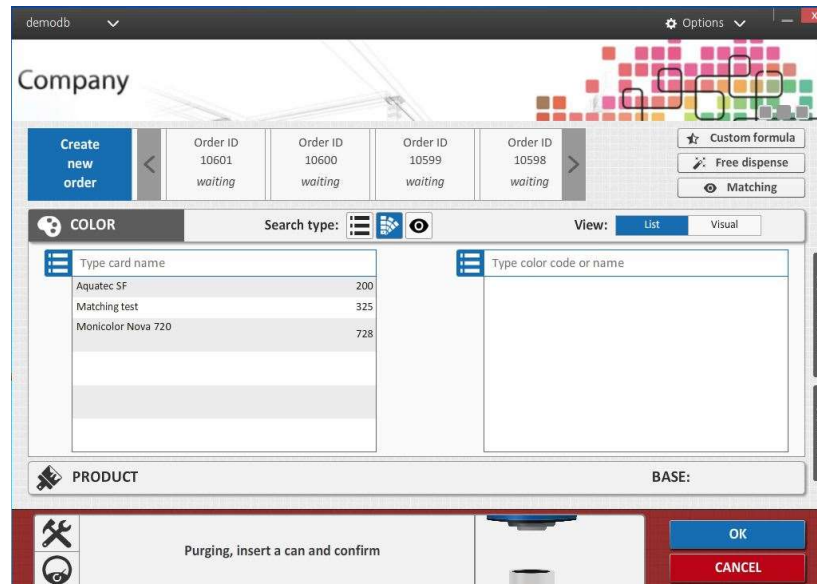 demodb
Options
X
Company
Create
new
order
Order ID
10601
waiting
Order ID
10600
waiting
Order ID
10599
waiting
Order ID
10598
waiting
Custom formula
Free dispense
Matching
COLOR
Search type:
View:
List
Visual
Type card name
Type color code or name
Aquatec SF 200
Matching test 325
Monicolor Nova 720 728
PRODUCT
BASE:
Purging, insert a can and confirm
OK
CANCEL